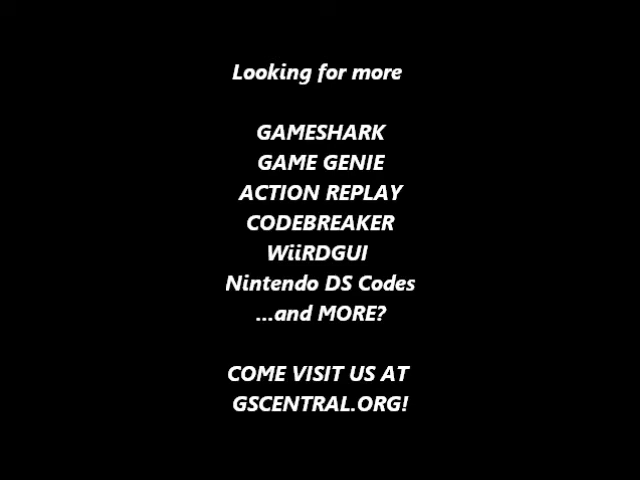 Looking for more
GAMESHARK
GAME GENIE
ACTION REPLAY
CODEBREAKER
WiiRDGUI
Nintendo DS Codes
...and MORE?
COME VISIT US AT
GSCENTRAL.ORG!